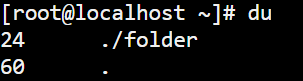 [root@localhost ~]# du
24      ./folder
60      .